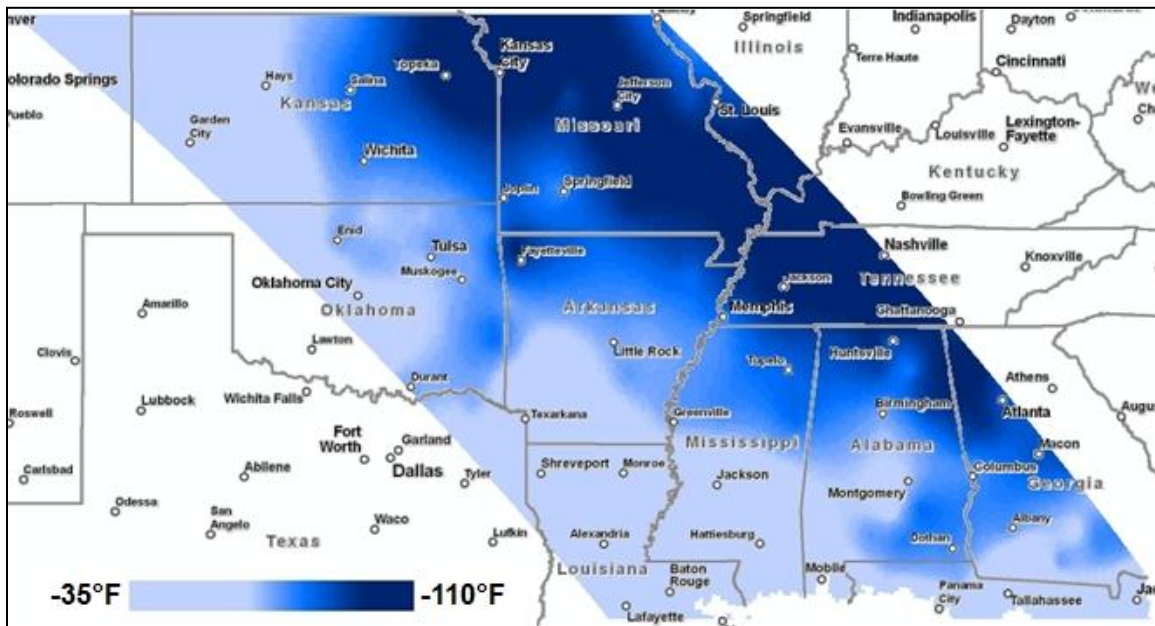 Springfield
Indianapolis
Dayton
Illinois
Kansas
City
Terre Haute
Cincinnati
Colorado Springs
Hays
Salina
Topeka
Jefferson
City
Pueblo
Kansas
St. Louis
Garden
City
Missouri
Evansville
Louisville
Lexington-
Fayette
Wichita
Kentucky
Joplin
Springfield
Bowling Green
Enid
Tulsa
Fayetteville
Nashville
Knoxville
Muskogee
Tennessee
Oklahoma City
Jackson
Amarillo
Oklahoma
Arkansas
Memphis
Chattanooga
Lawton
Little Rock
Huntsville
Clovis
Tupelo
Durant
Athens
Wichita Falls
Lubbock
Texarkana
Greenville
Birmingham
Atlanta
Roswell
Fort
Worth
Garland
Mississippi
Alabama
Macon
Dallas
Carlsbad
Abilene
Tyler
Shreveport
Monroe
Jackson
Columbus
Montgomery
Georgia
Odessa
San
Angelo
Waco
Albany
Texas
Lufkin
Alexandria
Hattiesburg
Dothan
Louisiana
Baton
Rouge
Mobile
-35°F
-110°F
Panama
City
Tallahassee
Lafayette